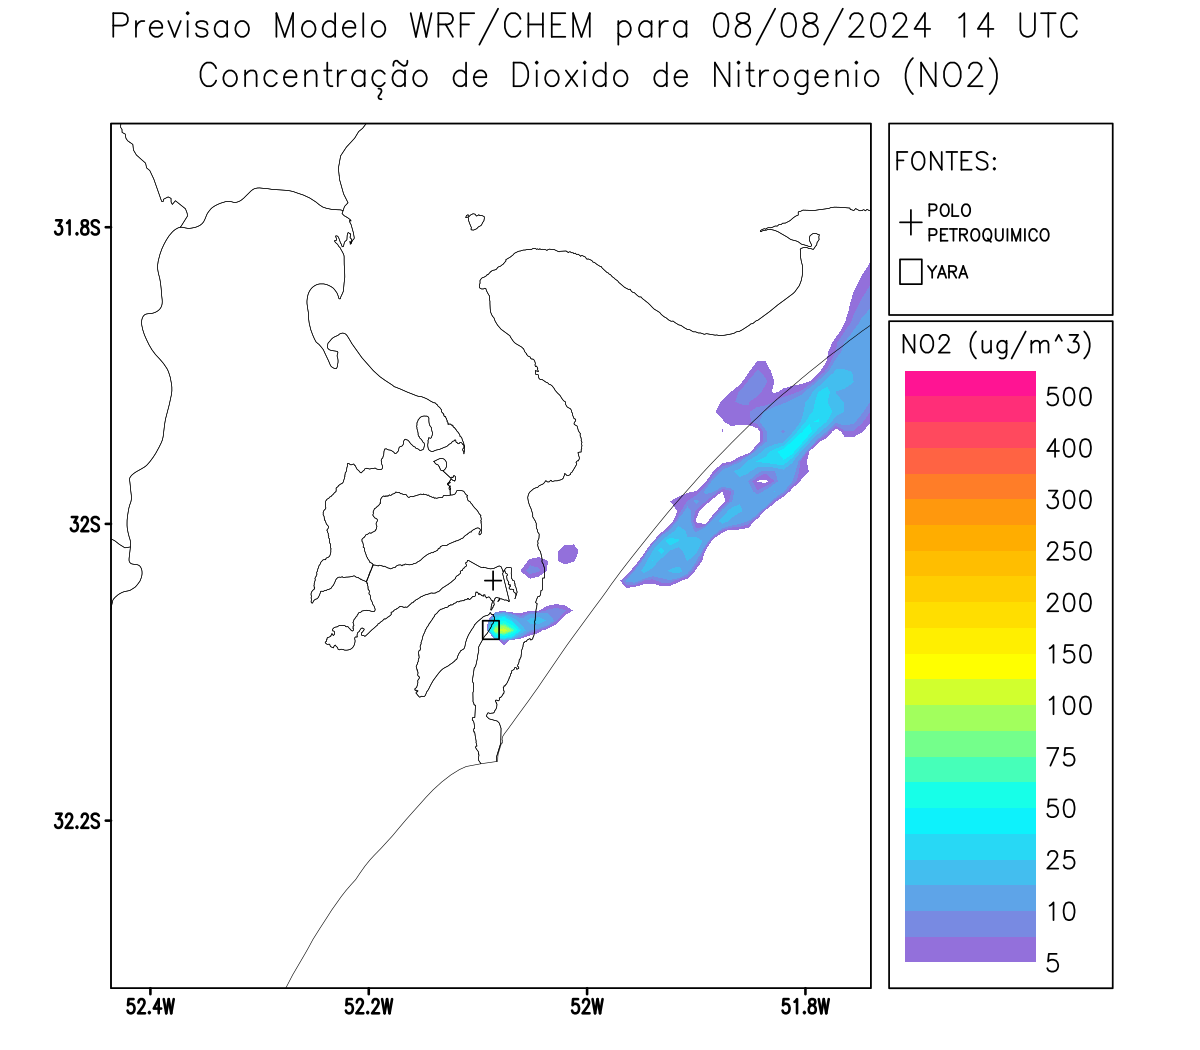 Previsao Modelo WRF/CHEM para 08/08/2024 14 UTC
Concentração de Dioxido de Nitrogenio (NO2)
FONTES:
POLO
PETROQUIMICO
YARA
31.8S
32S
32.2S
52.4W
52.2W
52W
51.8W
NO2 (ug/m^3)
500
400
300
250
200
150
100
75
50
25
10
5